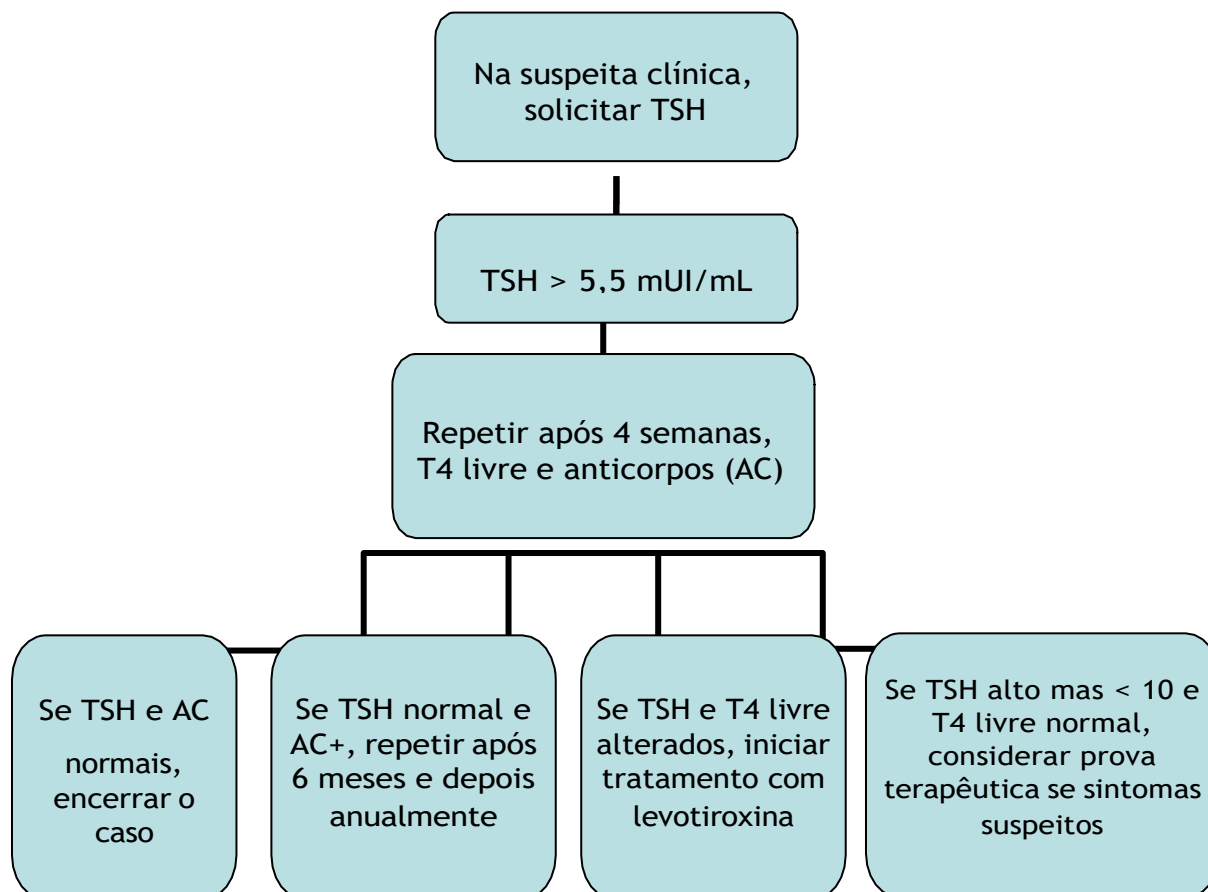 Na suspeita clínica,
solicitar TSH
TSH > 5,5 mUI/mL
Repetir após 4 semanas,
T4 livre e anticorpos (AC)
Se TSH e AC
normais,
encerrar o
caso
Se TSH normal e
AC+, repetir após
6 meses e depois
anualmente
Se TSH e T4 livre
alterados, iniciar
tratamento com
levotiroxina
Se TSH alto mas < 10 e
T4 livre normal,
considerar prova
terapêutica se sintomas
suspeitos